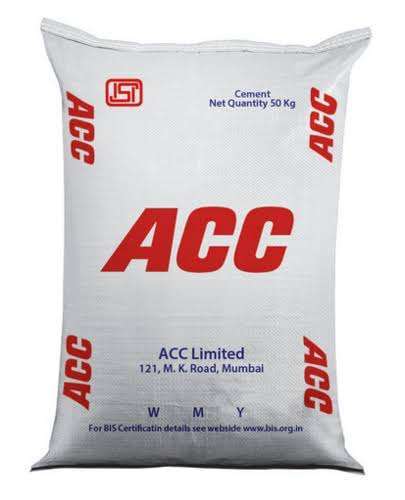 ISI
Cement
Net Quantity 50 Kg
ACC
ACC
ACC
ACC
ACC
ACC Limited
121, M. K. Road, Mumbai
W M Y
For BIS Certificatin details see webside www.bis.org.in